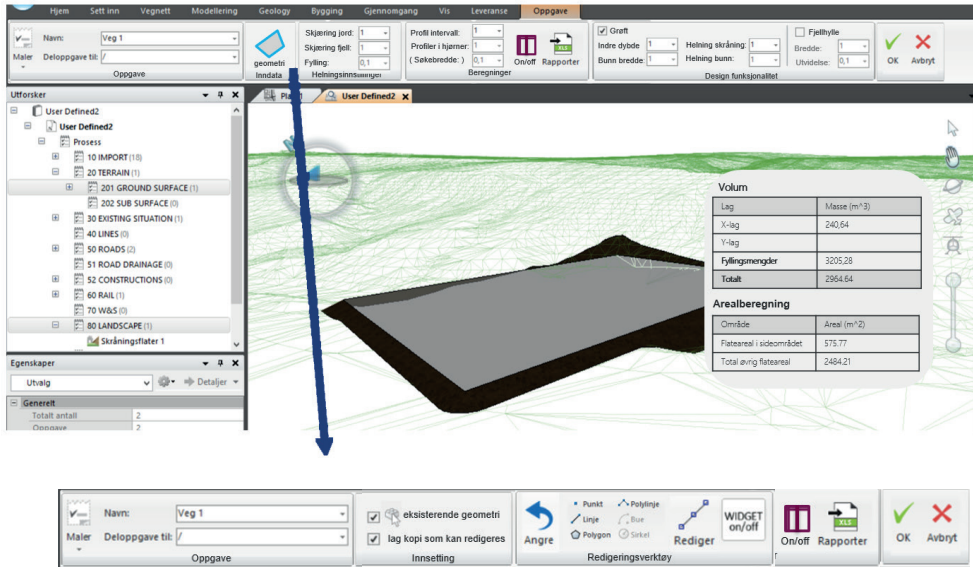 Hjem Sett inn Vegnett Modellering Geology Bygging Gjennomgang Vis Leveranse Oppgave
Maler
Navn: Veg 1
Deloppgave til: /
Oppgave
geometri
Inndata
Skjæring jord: 1
Skjæring fjell: 1
Fylling: 0,1
Profil intervall: 1
Profiler i hjørner: 1
( Søkebredde: ) 0,1
On/off Rapporter
Beregninger
Grøft
Indre dybde 1
Bunn bredde 1
Helning skråning: 1
Helning bunn: 1
Fjellhylle
Bredde: 1
Utvidelse: 0,1
Design funksjonalitet
OK Avbryt
Utforsker
User Defined2
User Defined2
User Defined2
Prosess
10 IMPORT (18)
20 TERRAIN (1)
201 GROUND SURFACE (1)
202 SUB SURFACE (0)
30 EXISTING SITUATION (1)
40 LINES (0)
50 ROADS (2)
51 ROAD DRAINAGE (0)
52 CONSTRUCTIONS (0)
60 RAIL (1)
70 W&S (0)
80 LANDSCAPE (1)
Skråningsflater 1
Egenskaper
Utvalg Detaljer
Generelt
Totalt antall 2
Oppgave 2
Volum
Lag Masse (m^3)
X-lag 240,64
Y-lag
Fyllingsmengder 3205,28
Totalt 2964.64
Arealberegning
Område Areal (m^2)
Flateareal i sideområdet 575.77
Total øvrig flateareal 2484.21
Maler
Navn: Veg 1
Deloppgave til: /
Oppgave
eksisterende geometri
lag kopi som kan redigeres
Innsetting
Angre
Punkt Polylinje
Linje Bue
Polygon Sirkel
Rediger
WIDGET
on/off
Redigeringsverktøy
On/off Rapporter
XLS
OK Avbryt